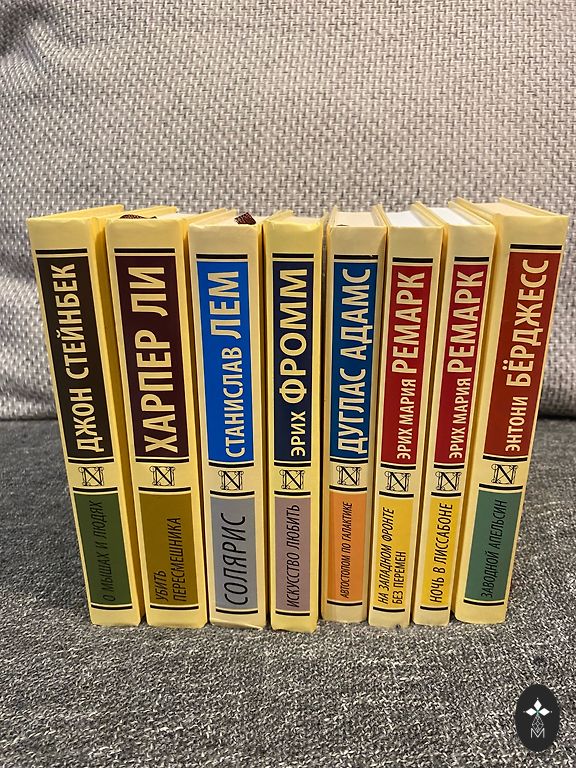 ДЖОН СТЕЙНБЕК
О МЫШАХ И ЛЮДЯХ
ХАРПЕР ЛИ
УБИТЬ
ПЕРЕСМЕШНИКА
СТАНИСЛАВ ЛЕМ
СОЛЯРИС
ЭРИХ ФРОММ
ИСКУССТВО ЛЮБИТЬ
ДУГЛАС АДАМС
АВТОСТОПОМ ПО ГАЛАКТИКЕ
ЭРИХ МАРИЯ РЕМАРК
НА ЗАПАДНОМ ФРОНТЕ
БЕЗ ПЕРЕМЕН
ЭРИХ МАРИЯ РЕМАРК
НОЧЬ В ЛИССАБОНЕ
ЭНТОНИ БЁРДЖЕСС
ЗАВОДНОЙ АПЕЛЬСИН
M